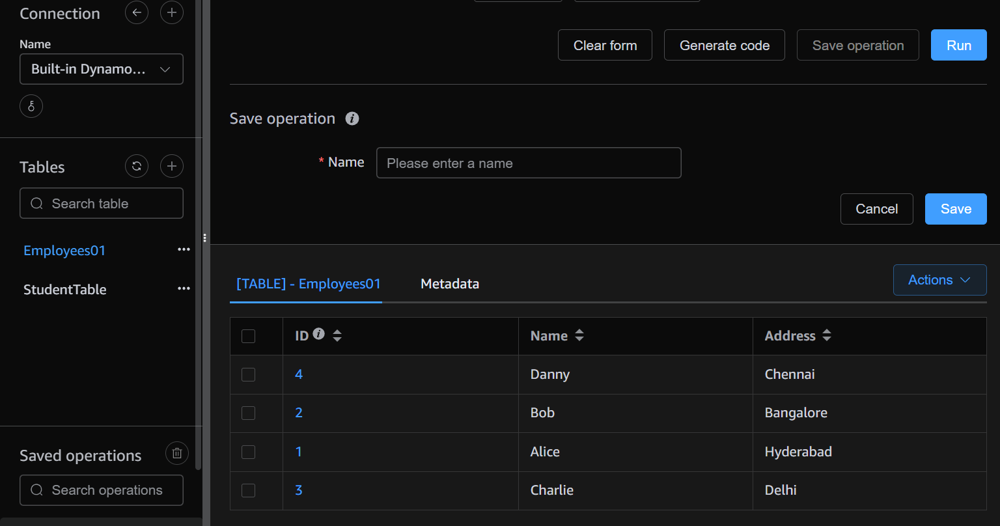 Connection
Name
Built-in Dynamo...
Tables
Search table
Employees01
StudentTable
Saved operations
Search operations
Clear form Generate code Save operation Run
Save operation
* Name Please enter a name
Cancel Save
[TABLE] - Employees01 Metadata Actions
ID Name Address
4 Danny Chennai
2 Bob Bangalore
1 Alice Hyderabad
3 Charlie Delhi